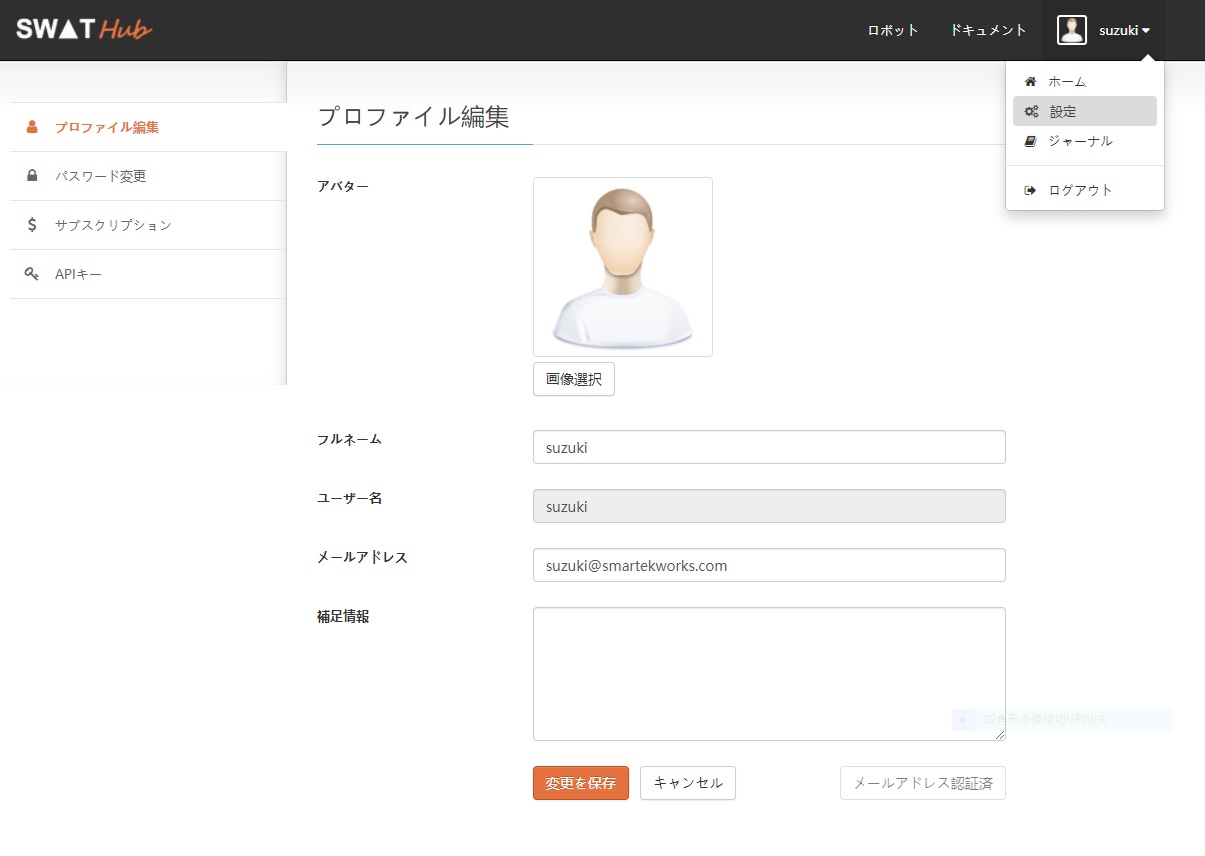 SWAT Hub
ロボット
ドキュメント
suzuki
ホーム
設定
ジャーナル
ログアウト
プロファイル編集
パスワード変更
サブスクリプション
APIキー
プロファイル編集
アバター
画像選択
フルネーム
suzuki
ユーザー名
suzuki
メールアドレス
suzuki@smartekworks.com
補足情報
四角形の領域切り取り(R)
変更を保存
キャンセル
メールアドレス認証済